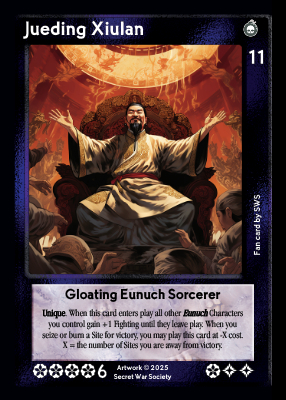 Jueding Xiulan
11
Fan card by SWS
Gloating Eunuch Sorcerer
Unique. When this card enters play all other Eunuch Characters
you control gain +1 Fighting until they leave play. When you
seize or burn a Site for victory, you may play this card at -X cost.
X = the number of Sites you are away from victory.
6
Artwork © 2025
Secret War Society